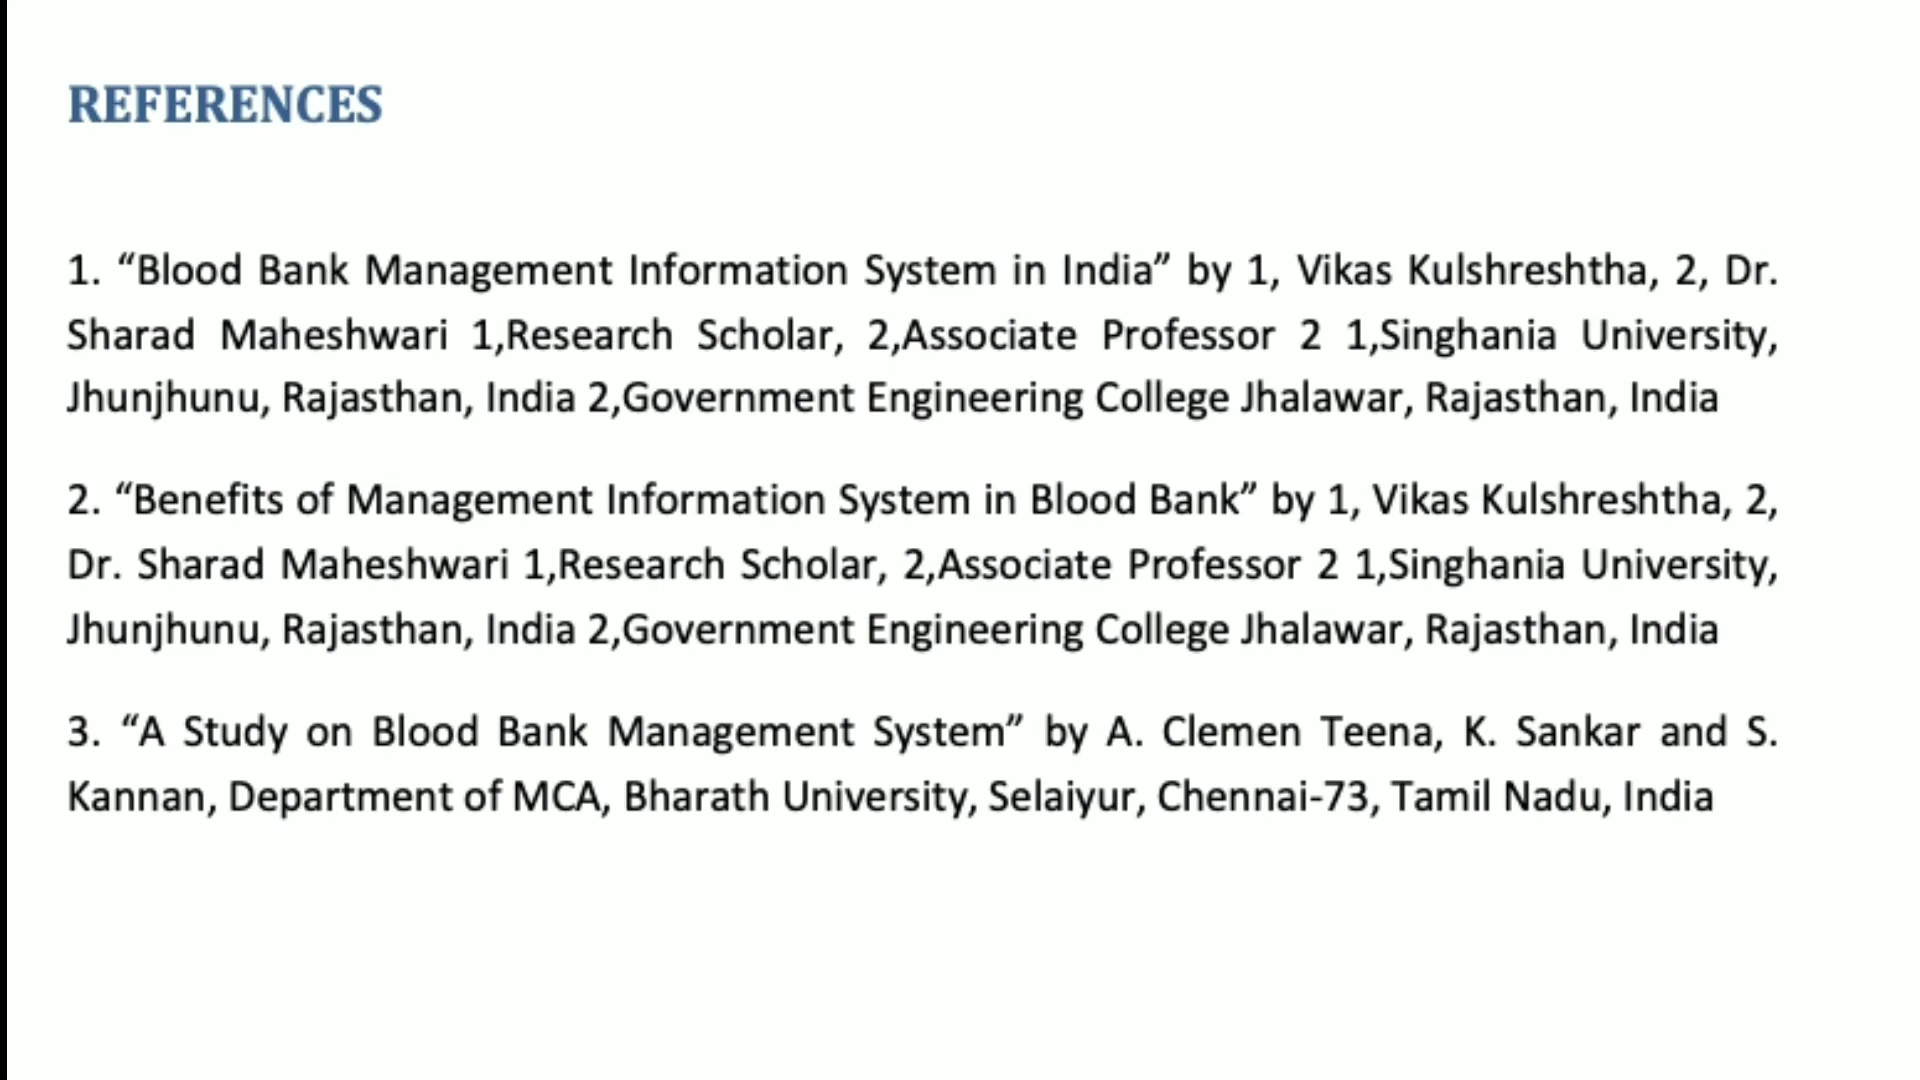 REFERENCES
1. “Blood Bank Management Information System in India” by 1, Vikas Kulshreshtha, 2, Dr.
Sharad Maheshwari 1,Research Scholar, 2,Associate Professor 2 1,Singhania University,
Jhunjhunu, Rajasthan, India 2,Government Engineering College Jhalawar, Rajasthan, India
2. “Benefits of Management Information System in Blood Bank” by 1, Vikas Kulshreshtha, 2,
Dr. Sharad Maheshwari 1,Research Scholar, 2,Associate Professor 2 1,Singhania University,
Jhunjhunu, Rajasthan, India 2,Government Engineering College Jhalawar, Rajasthan, India
3. “A Study on Blood Bank Management System” by A. Clemen Teena, K. Sankar and S.
Kannan, Department of MCA, Bharath University, Selaiyur, Chennai-73, Tamil Nadu, India